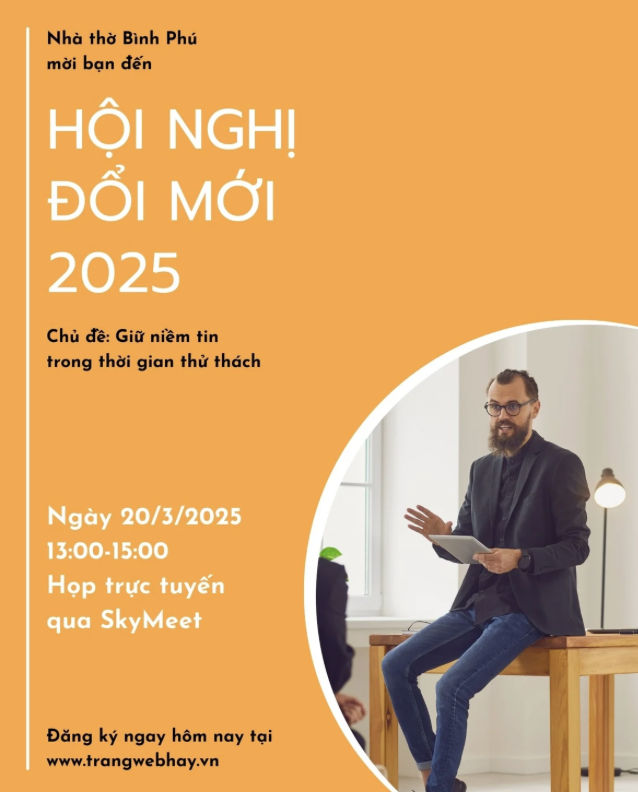 Nhà thờ Bình Phú
mời bạn đến
HỘI NGHỊ
ĐỔI MỚI
2025
Chủ đề: Giữ niềm tin
trong thời gian thử thách
Ngày 20/3/2025
13:00-15:00
Họp trực tuyến
qua SkyMeet
Đăng ký ngay hôm nay tại
www.trangwebhay.vn